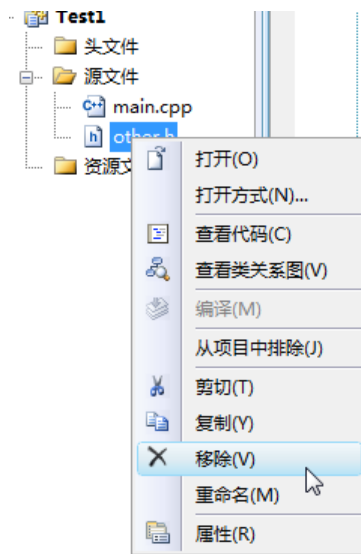 Test1
头文件
源文件
main.cpp
other.h
资源文
打开(O)
打开方式(N)...
查看代码(C)
查看类关系图(V)
编译(M)
从项目中排除(J)
剪切(T)
复制(Y)
移除(V)
重命名(M)
属性(R)